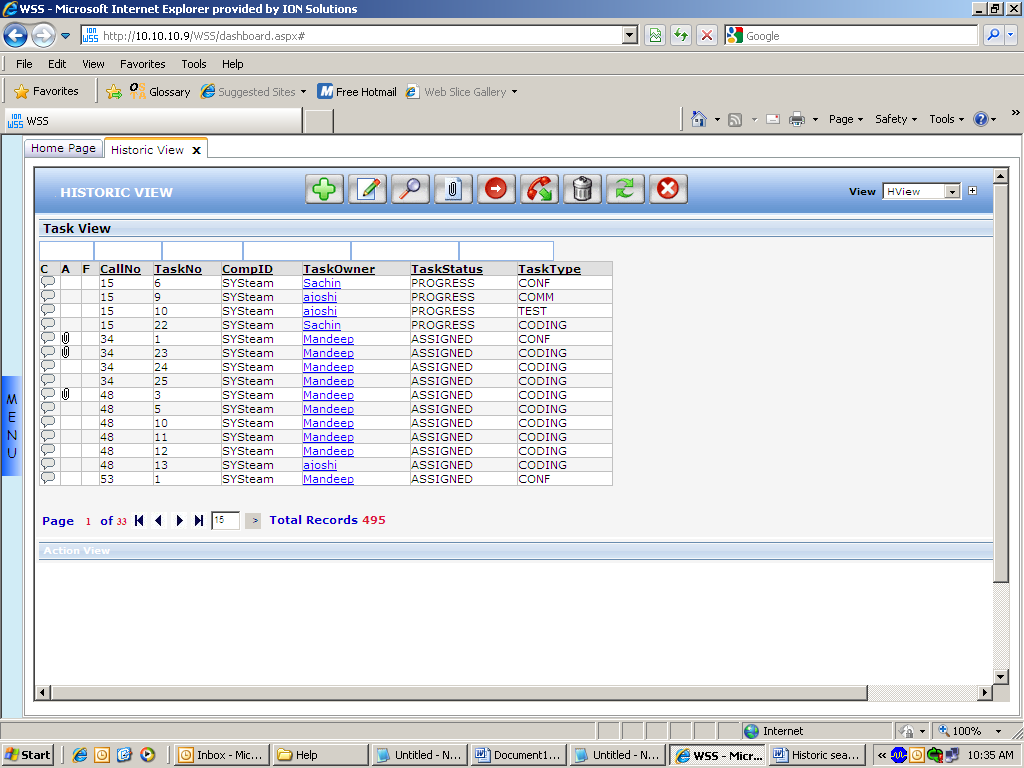 WSS - Microsoft Internet Explorer provided by ION Solutions
ION WSS http://10.10.10.9/WSS/dashboard.aspx# Google
File Edit View Favorites Tools Help
Favorites Glossary Suggested Sites Free Hotmail Web Slice Gallery
ION WSS WSS Page Safety Tools
Home Page Historic View X
HISTORIC VIEW View HView
Task View
C A F CallNo TaskNo CompID TaskOwner TaskStatus TaskType
15 6 SYSteam Sachin PROGRESS CONF
15 9 SYSteam ajoshi PROGRESS COMM
15 10 SYSteam ajoshi PROGRESS TEST
15 22 SYSteam Sachin PROGRESS CODING
34 1 SYSteam Mandeep ASSIGNED CONF
34 23 SYSteam Mandeep ASSIGNED CODING
34 24 SYSteam Mandeep ASSIGNED CODING
34 25 SYSteam Mandeep ASSIGNED CODING
48 3 SYSteam Mandeep ASSIGNED CODING
48 5 SYSteam Mandeep ASSIGNED CODING
48 10 SYSteam Mandeep ASSIGNED CODING
48 11 SYSteam Mandeep ASSIGNED CODING
48 12 SYSteam Mandeep ASSIGNED CODING
48 13 SYSteam ajoshi ASSIGNED CODING
53 1 SYSteam Mandeep ASSIGNED CONF
MENU
Page 1 of 33 15 > Total Records 495
Action View
Internet 100%
Start Inbox - Mic... Help Untitled - N... Document1... Untitled - N... WSS - Micr... Historic sea... 10:35 AM